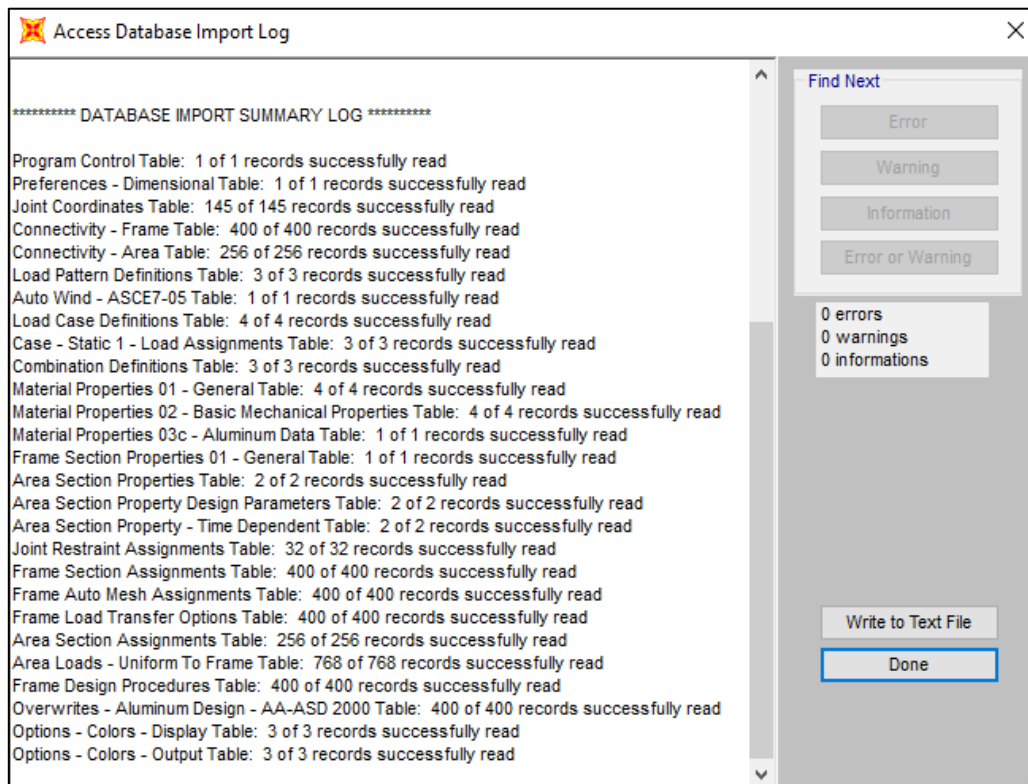 Access Database Import Log
********** DATABASE IMPORT SUMMARY LOG **********
Program Control Table:  1 of 1 records successfully read
Preferences - Dimensional Table:  1 of 1 records successfully read
Joint Coordinates Table:  145 of 145 records successfully read
Connectivity - Frame Table:  400 of 400 records successfully read
Connectivity - Area Table:  256 of 256 records successfully read
Load Pattern Definitions Table:  3 of 3 records successfully read
Auto Wind - ASCE7-05 Table:  1 of 1 records successfully read
Load Case Definitions Table:  4 of 4 records successfully read
Case - Static 1 - Load Assignments Table:  3 of 3 records successfully read
Combination Definitions Table:  3 of 3 records successfully read
Material Properties 01 - General Table:  4 of 4 records successfully read
Material Properties 02 - Basic Mechanical Properties Table:  4 of 4 records successfully read
Material Properties 03c - Aluminum Data Table:  1 of 1 records successfully read
Frame Section Properties 01 - General Table:  1 of 1 records successfully read
Area Section Properties Table:  2 of 2 records successfully read
Area Section Property Design Parameters Table:  2 of 2 records successfully read
Area Section Property - Time Dependent Table:  2 of 2 records successfully read
Joint Restraint Assignments Table:  32 of 32 records successfully read
Frame Section Assignments Table:  400 of 400 records successfully read
Frame Auto Mesh Assignments Table:  400 of 400 records successfully read
Frame Load Transfer Options Table:  400 of 400 records successfully read
Area Section Assignments Table:  256 of 256 records successfully read
Area Loads - Uniform To Frame Table:  768 of 768 records successfully read
Frame Design Procedures Table:  400 of 400 records successfully read
Overwrites - Aluminum Design - AA-ASD 2000 Table:  400 of 400 records successfully read
Options - Colors - Display Table:  3 of 3 records successfully read
Options - Colors - Output Table:  3 of 3 records successfully read
Find Next
Error
Warning
Information
Error or Warning
0 errors
0 warnings
0 informations
Write to Text File
Done